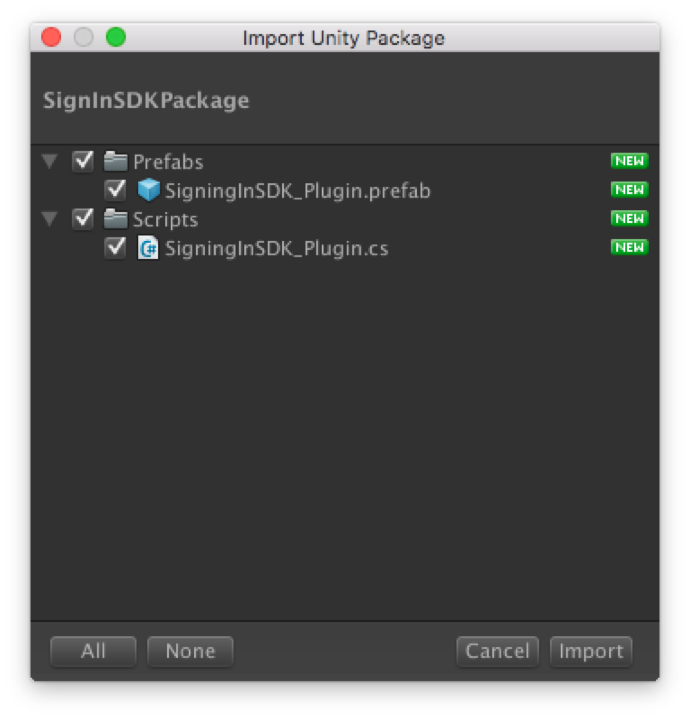 Import Unity Package
SignInSDKPackage
Prefabs NEW
SigningInSDK_Plugin.prefab NEW
Scripts NEW
C# SigningInSDK_Plugin.cs NEW
All None Cancel Import